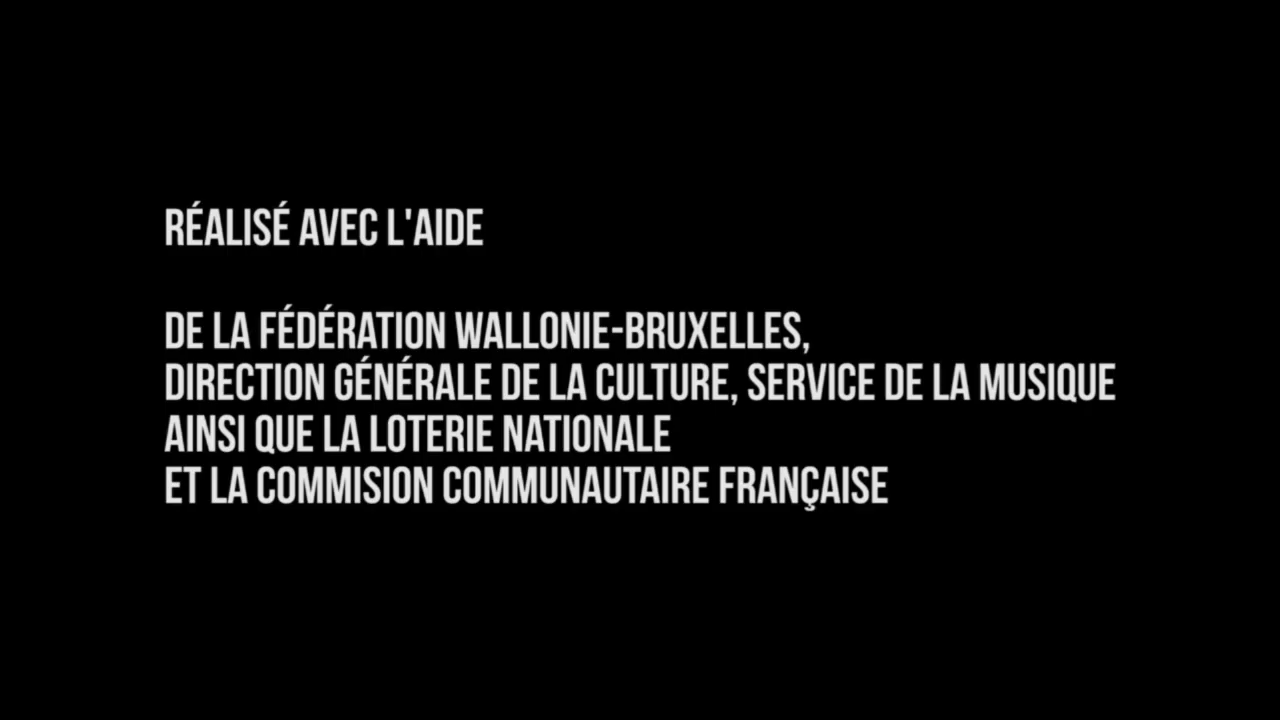 RÉALISÉ AVEC L'AIDE
DE LA FÉDÉRATION WALLONIE-BRUXELLES,
DIRECTION GÉNÉRALE DE LA CULTURE, SERVICE DE LA MUSIQUE
AINSI QUE LA LOTERIE NATIONALE
ET LA COMMISION COMMUNAUTAIRE FRANÇAISE